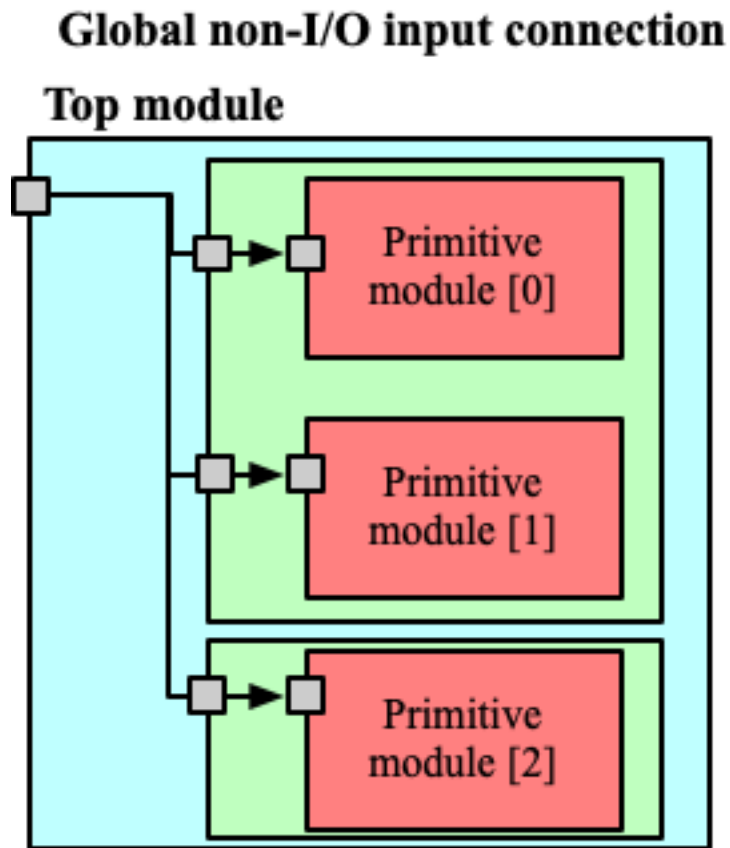 Global non-I/O input connection
Top module
Primitive
module [0]
Primitive
module [1]
Primitive
module [2]